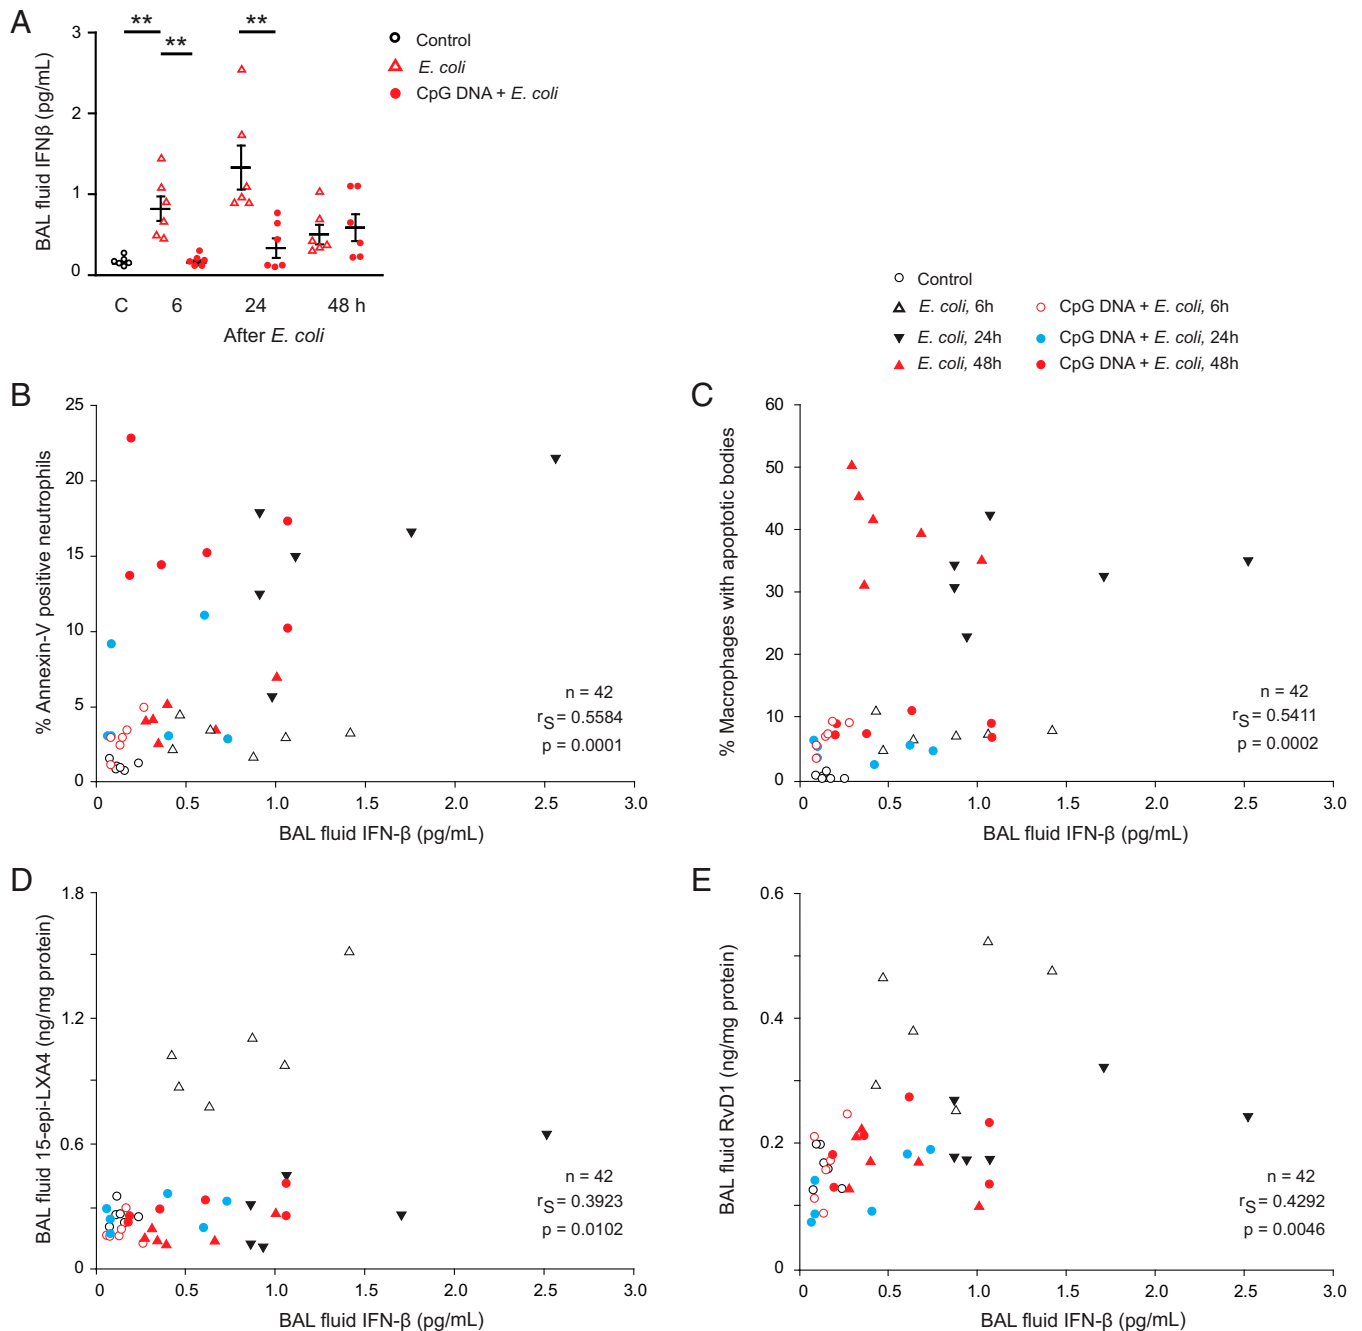 A
BAL fluid IFNβ (pg/mL)
3
2
1
0
**
**
**
C
6
24
48 h
After E. coli
Control
E. coli
CpG DNA + E. coli
Control
E. coli, 6h
CpG DNA + E. coli, 6h
E. coli, 24h
CpG DNA + E. coli, 24h
E. coli, 48h
CpG DNA + E. coli, 48h
B
% Annexin-V positive neutrophils
25
20
15
10
5
0
n = 42
rS = 0.5584
p = 0.0001
0 0.5 1.0 1.5 2.0 2.5 3.0
BAL fluid IFN-β (pg/mL)
C
% Macrophages with apoptotic bodies
60
50
40
30
20
10
0
n = 42
rS = 0.5411
p = 0.0002
0 0.5 1.0 1.5 2.0 2.5 3.0
BAL fluid IFN-β (pg/mL)
D
BAL fluid 15-epi-LXA4 (ng/mg protein)
1.8
1.2
0.6
0
n = 42
rS = 0.3923
p = 0.0102
0 0.5 1.0 1.5 2.0 2.5 3.0
BAL fluid IFN-β (pg/mL)
E
BAL fluid RvD1 (ng/mg protein)
0.6
0.4
0.2
0
n = 42
rS = 0.4292
p = 0.0046
0 0.5 1.0 1.5 2.0 2.5 3.0
BAL fluid IFN-β (pg/mL)